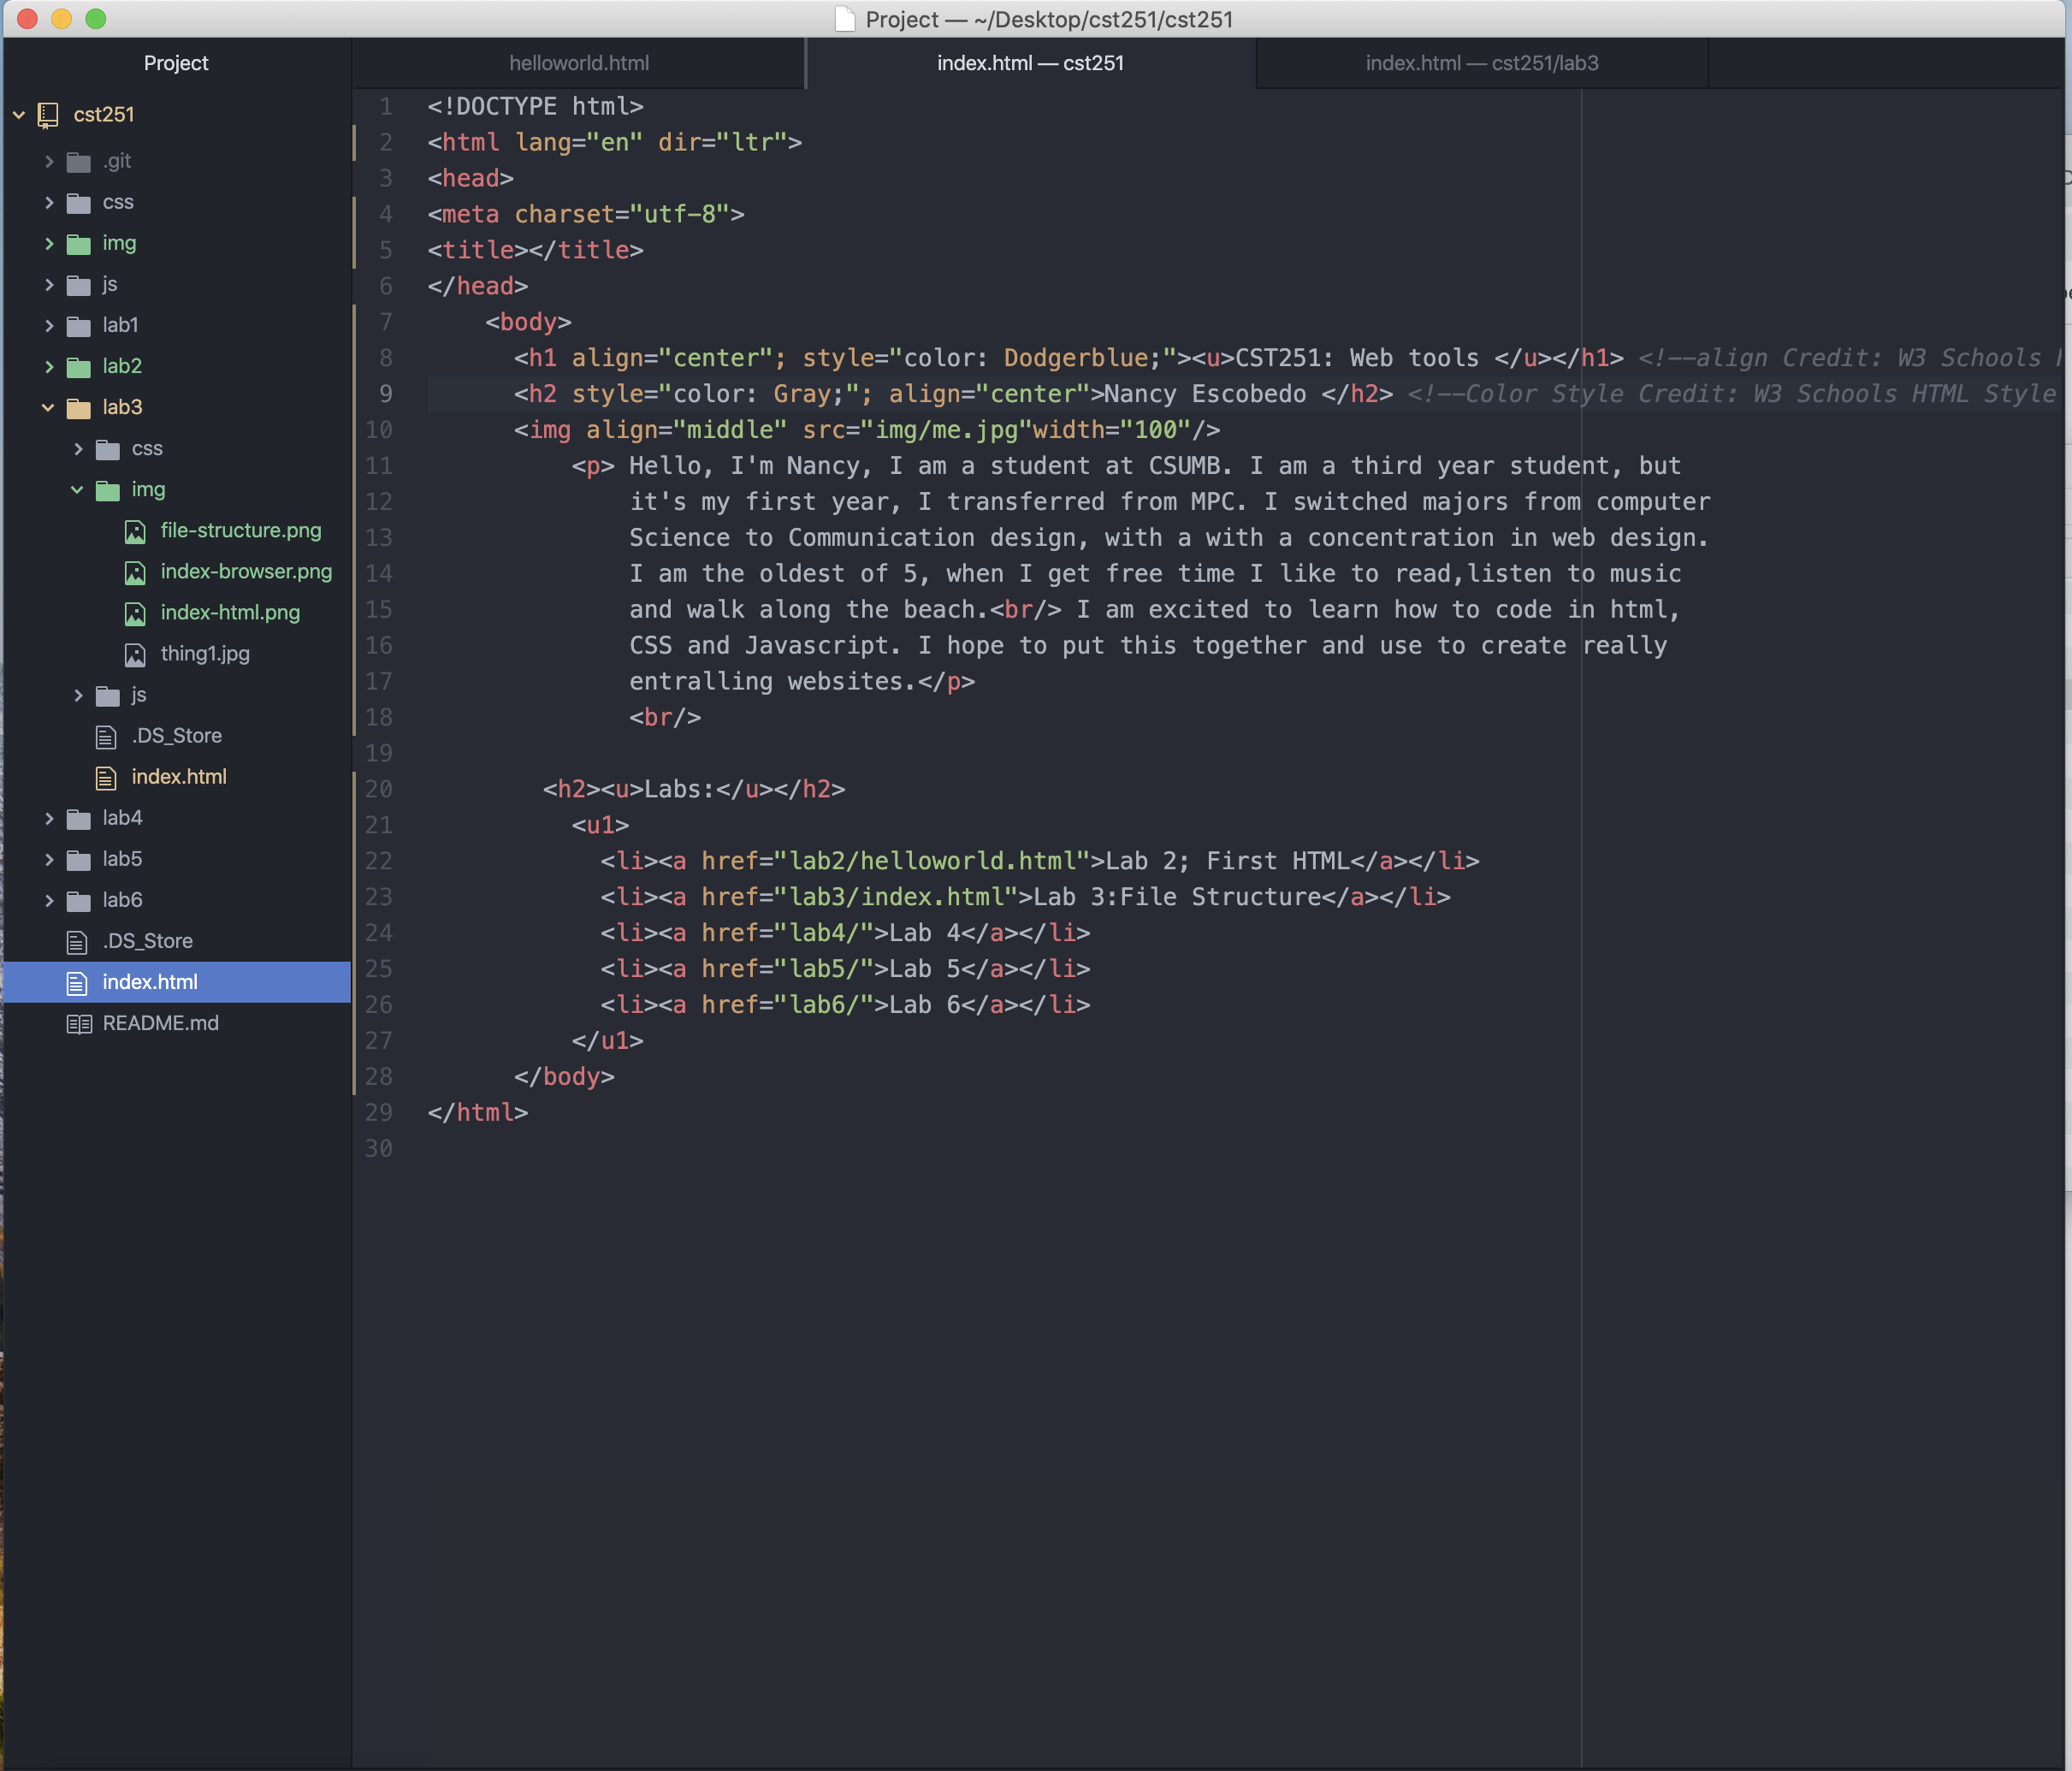 Project — ~/Desktop/cst251/cst251
Project
cst251
.git
css
img
js
lab1
lab2
lab3
css
img
file-structure.png
index-browser.png
index-html.png
thing1.jpg
js
.DS_Store
index.html
lab4
lab5
lab6
.DS_Store
index.html
README.md
helloworld.html
index.html — cst251
index.html — cst251/lab3
1 <!DOCTYPE html>
2 <html lang="en" dir="ltr">
3 <head>
4 <meta charset="utf-8">
5 <title></title>
6 </head>
7 <body>
8 <h1 align="center"; style="color: Dodgerblue;"><u>CST251: Web tools </u></h1> <!--align Credit: W3 Schools
9 <h2 style="color: Gray;"; align="center">Nancy Escobedo </h2> <!--Color Style Credit: W3 Schools HTML Style
10 <img align="middle" src="img/me.jpg"width="100"/>
11 <p> Hello, I'm Nancy, I am a student at CSUMB. I am a third year student, but
12 it's my first year, I transferred from MPC. I switched majors from computer
13 Science to Communication design, with a with a concentration in web design.
14 I am the oldest of 5, when I get free time I like to read,listen to music
15 and walk along the beach.<br/> I am excited to learn how to code in html,
16 CSS and Javascript. I hope to put this together and use to create really
17 entralling websites.</p>
18 <br/>
19
20 <h2><u>Labs:</u></h2>
21 <u1>
22 <li><a href="lab2/helloworld.html">Lab 2; First HTML</a></li>
23 <li><a href="lab3/index.html">Lab 3:File Structure</a></li>
24 <li><a href="lab4/">Lab 4</a></li>
25 <li><a href="lab5/">Lab 5</a></li>
26 <li><a href="lab6/">Lab 6</a></li>
27 </u1>
28 </body>
29 </html>
30